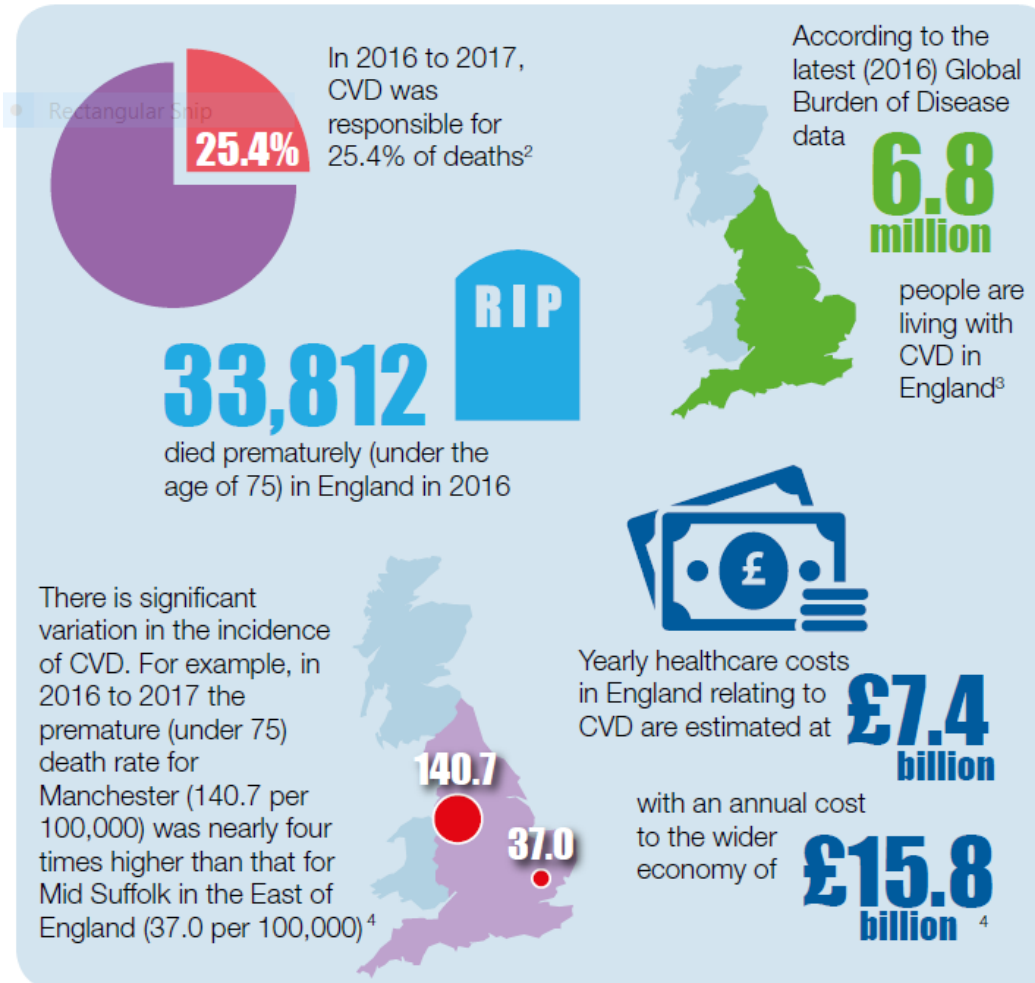 In 2016 to 2017,
CVD was
responsible for
25.4% of deaths²
Rectangular Snip
25.4%
According to the
latest (2016) Global
Burden of Disease
data
6.8
million
people are
living with
CVD in
England³
RIP
33,812
died prematurely (under the
age of 75) in England in 2016
There is significant
variation in the incidence
of CVD. For example, in
2016 to 2017 the
premature (under 75)
death rate for
Manchester (140.7 per
100,000) was nearly four
times higher than that for
Mid Suffolk in the East of
England (37.0 per 100,000) ⁴
140.7
37.0
£
Yearly healthcare costs
in England relating to
CVD are estimated at
£7.4
billion
with an annual cost
to the wider
economy of
£15.8
billion ⁴